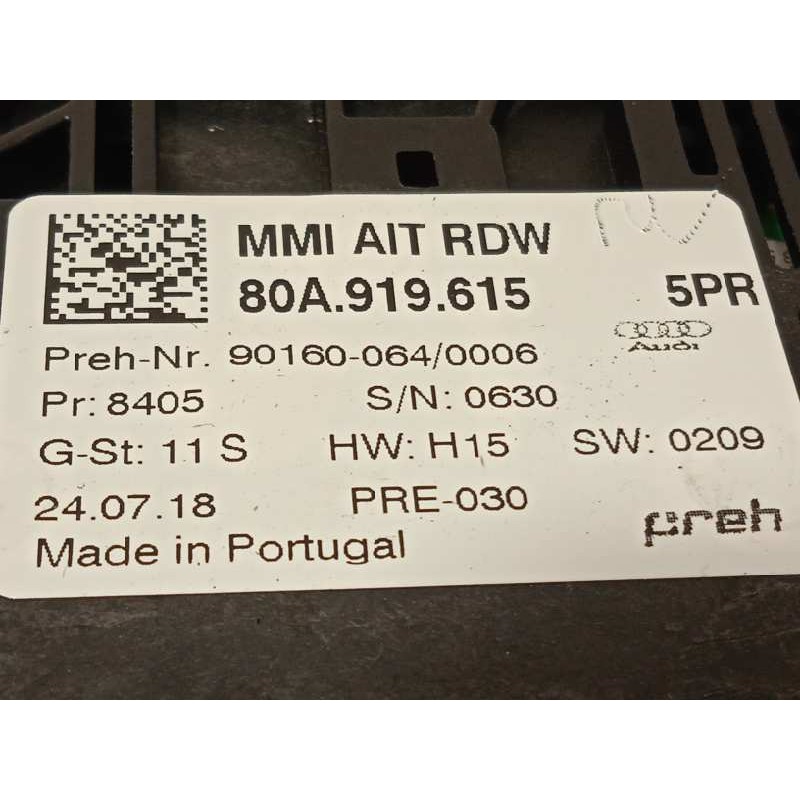 MMI AIT RDW
80A.919.615 5PR
Audi
Preh-Nr. 90160-064/0006
Pr: 8405 S/N: 0630
G-St: 11 S HW: H15 SW: 0209
24.07.18 PRE-030
preh
Made in Portugal